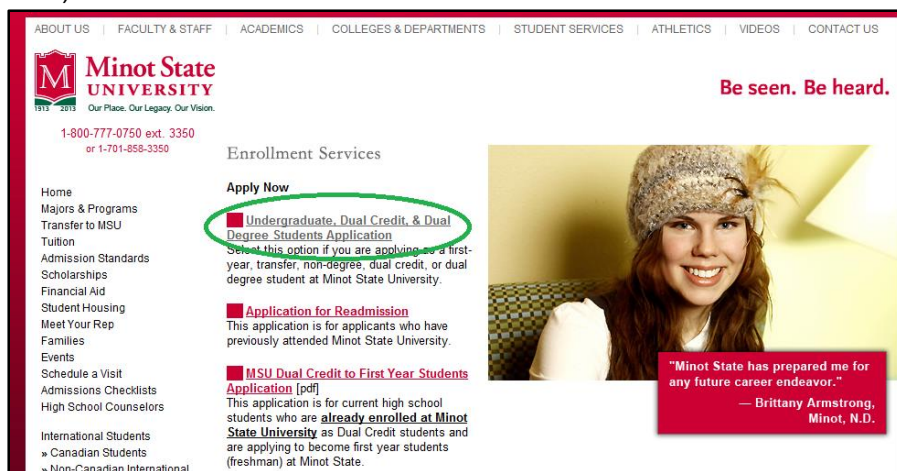 ABOUT US | FACULTY & STAFF | ACADEMICS | COLLEGES & DEPARTMENTS | STUDENT SERVICES | ATHLETICS | VIDEOS | CONTACT US
M
Minot State
UNIVERSITY
1913 2013 Our Place. Our Legacy. Our Vision.
Be seen. Be heard.
1-800-777-0750 ext. 3350
or 1-701-858-3350
Home
Majors & Programs
Transfer to MSU
Tuition
Admission Standards
Scholarships
Financial Aid
Student Housing
Meet Your Rep
Families
Events
Schedule a Visit
Admissions Checklists
High School Counselors
International Students
» Canadian Students
» Non-Canadian International
Enrollment Services
Apply Now
Undergraduate, Dual Credit, & Dual
Degree Students Application
Select this option if you are applying as a first-
year, transfer, non-degree, dual credit, or dual
degree student at Minot State University.
Application for Readmission
This application is for applicants who have
previously attended Minot State University.
MSU Dual Credit to First Year Students
Application [pdf]
This application is for current high school
students who are already enrolled at Minot
State University as Dual Credit students and
are applying to become first year students
(freshman) at Minot State.
"Minot State has prepared me for
any future career endeavor."
— Brittany Armstrong,
Minot, N.D.